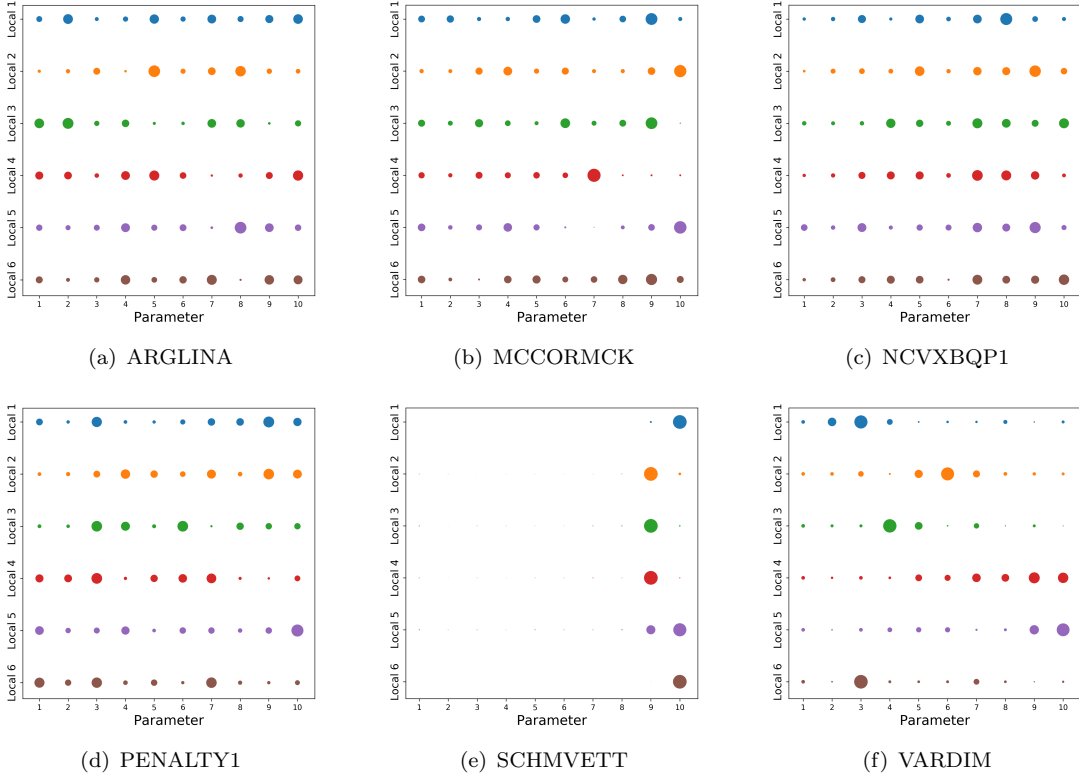 Local 1
Local 2
Local 3
Local 4
Local 5
Local 6
1 2 3 4 5 6 7 8 9 10
Parameter
(a) ARGLINA
Local 1
Local 2
Local 3
Local 4
Local 5
Local 6
1 2 3 4 5 6 7 8 9 10
Parameter
(b) MCCORMCK
Local 1
Local 2
Local 3
Local 4
Local 5
Local 6
1 2 3 4 5 6 7 8 9 10
Parameter
(c) NCVXBQP1
Local 1
Local 2
Local 3
Local 4
Local 5
Local 6
1 2 3 4 5 6 7 8 9 10
Parameter
(d) PENALTY1
Local 1
Local 2
Local 3
Local 4
Local 5
Local 6
1 2 3 4 5 6 7 8 9 10
Parameter
(e) SCHMVETT
Local 1
Local 2
Local 3
Local 4
Local 5
Local 6
1 2 3 4 5 6 7 8 9 10
Parameter
(f) VARDIM